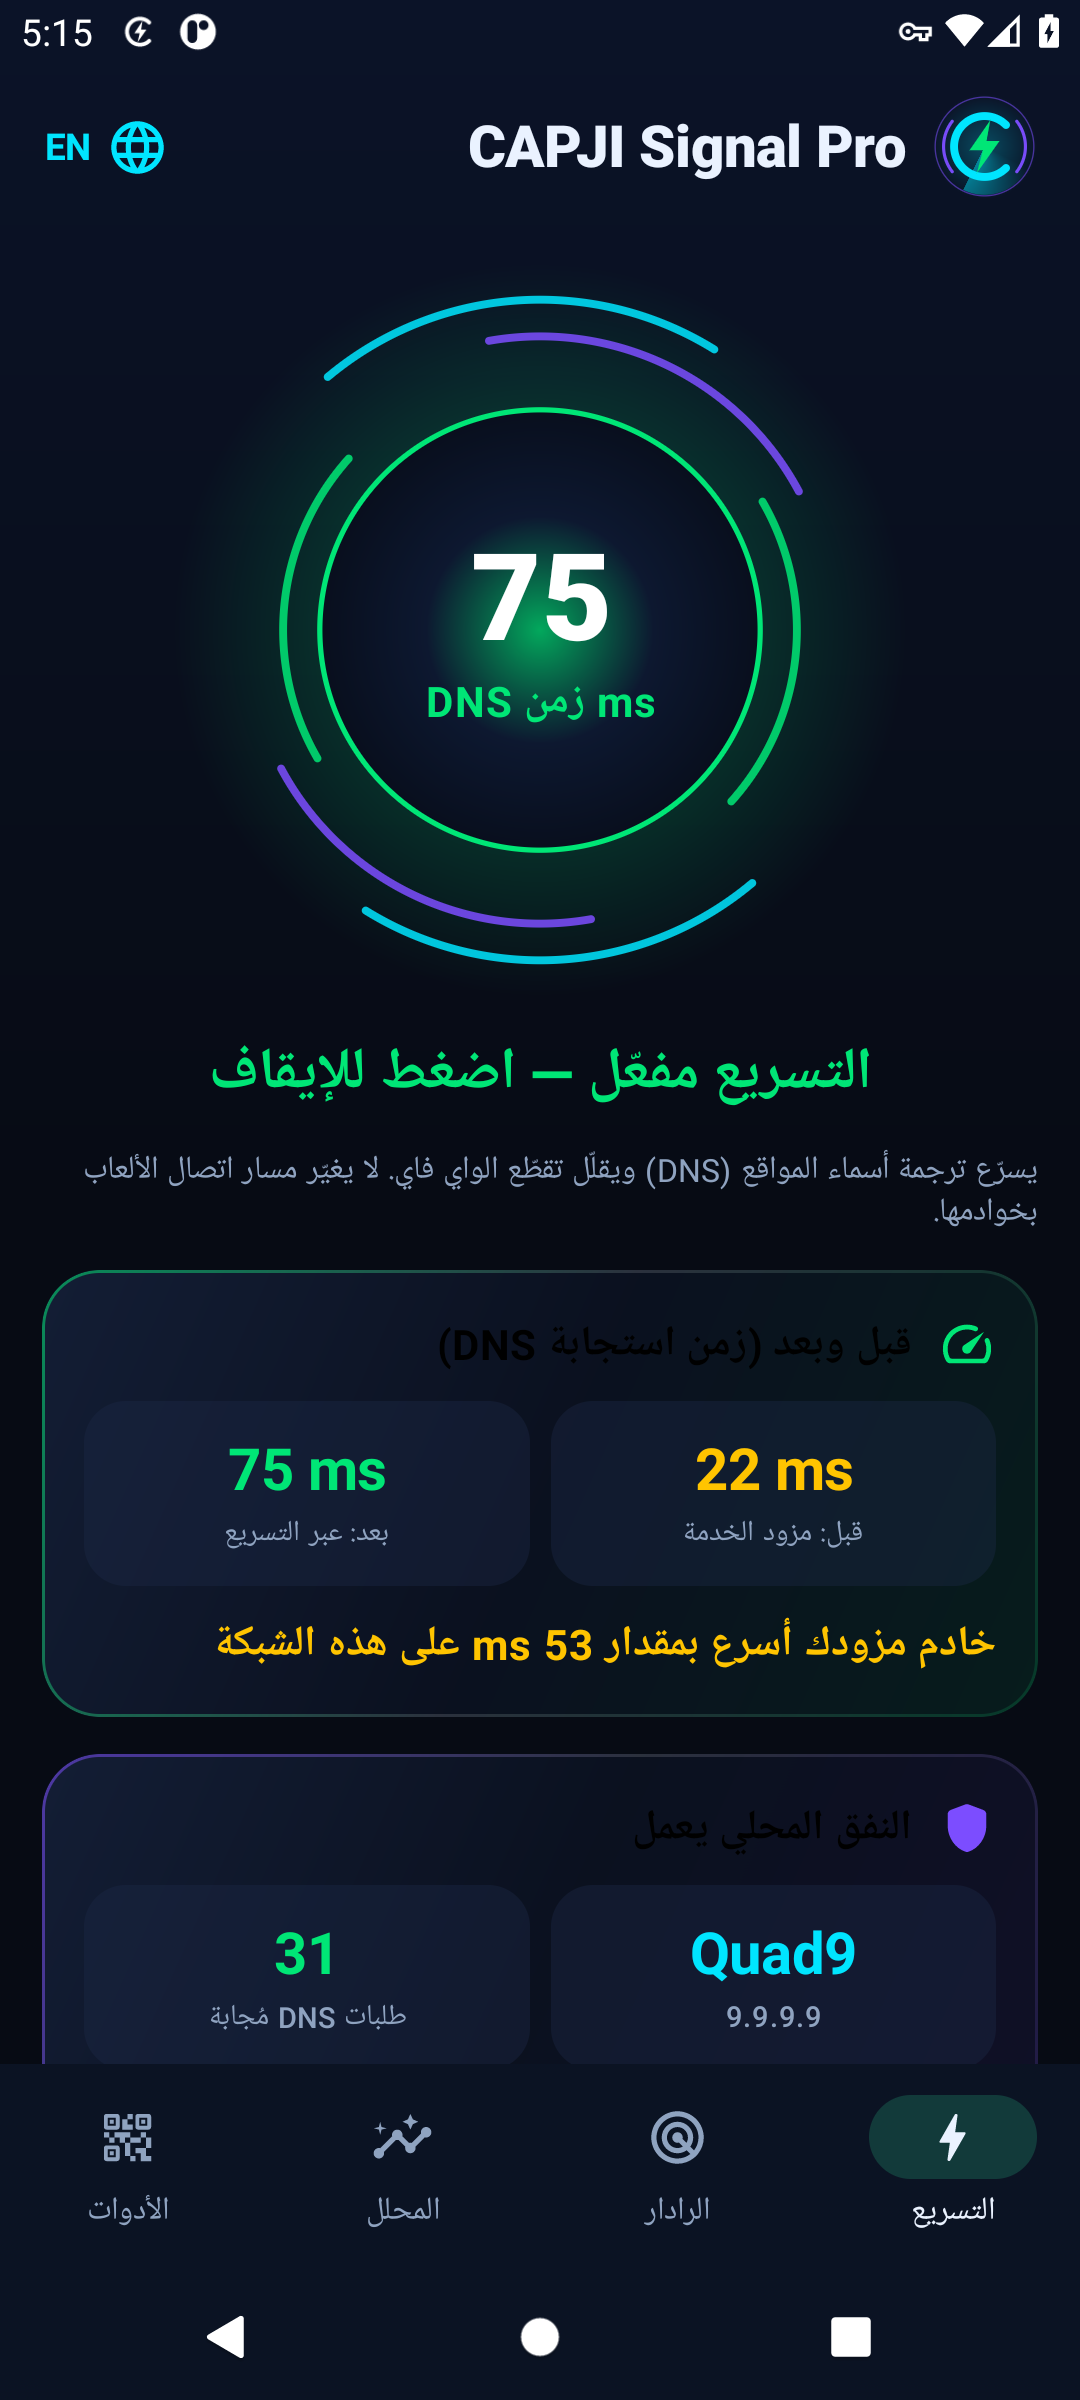 5:15
EN
CAPJI Signal Pro
75
زمن DNS ms
التسريع مفعّل — اضغط للإيقاف
يسرّع ترجمة أسماء المواقع (DNS) ويقلّل تقطّع الواي فاي. لا يغيّر مسار اتصال الألعاب
بخوادمها.
قبل وبعد (زمن استجابة DNS)
22 ms
قبل: مزود الخدمة
75 ms
بعد: عبر التسريع
خادم مزودك أسرع بمقدار 53 ms على هذه الشبكة
النفق المحلي يعمل
Quad9
9.9.9.9
31
طلبات DNS مُجابة
التسريع
الرادار
المحلل
الأدوات